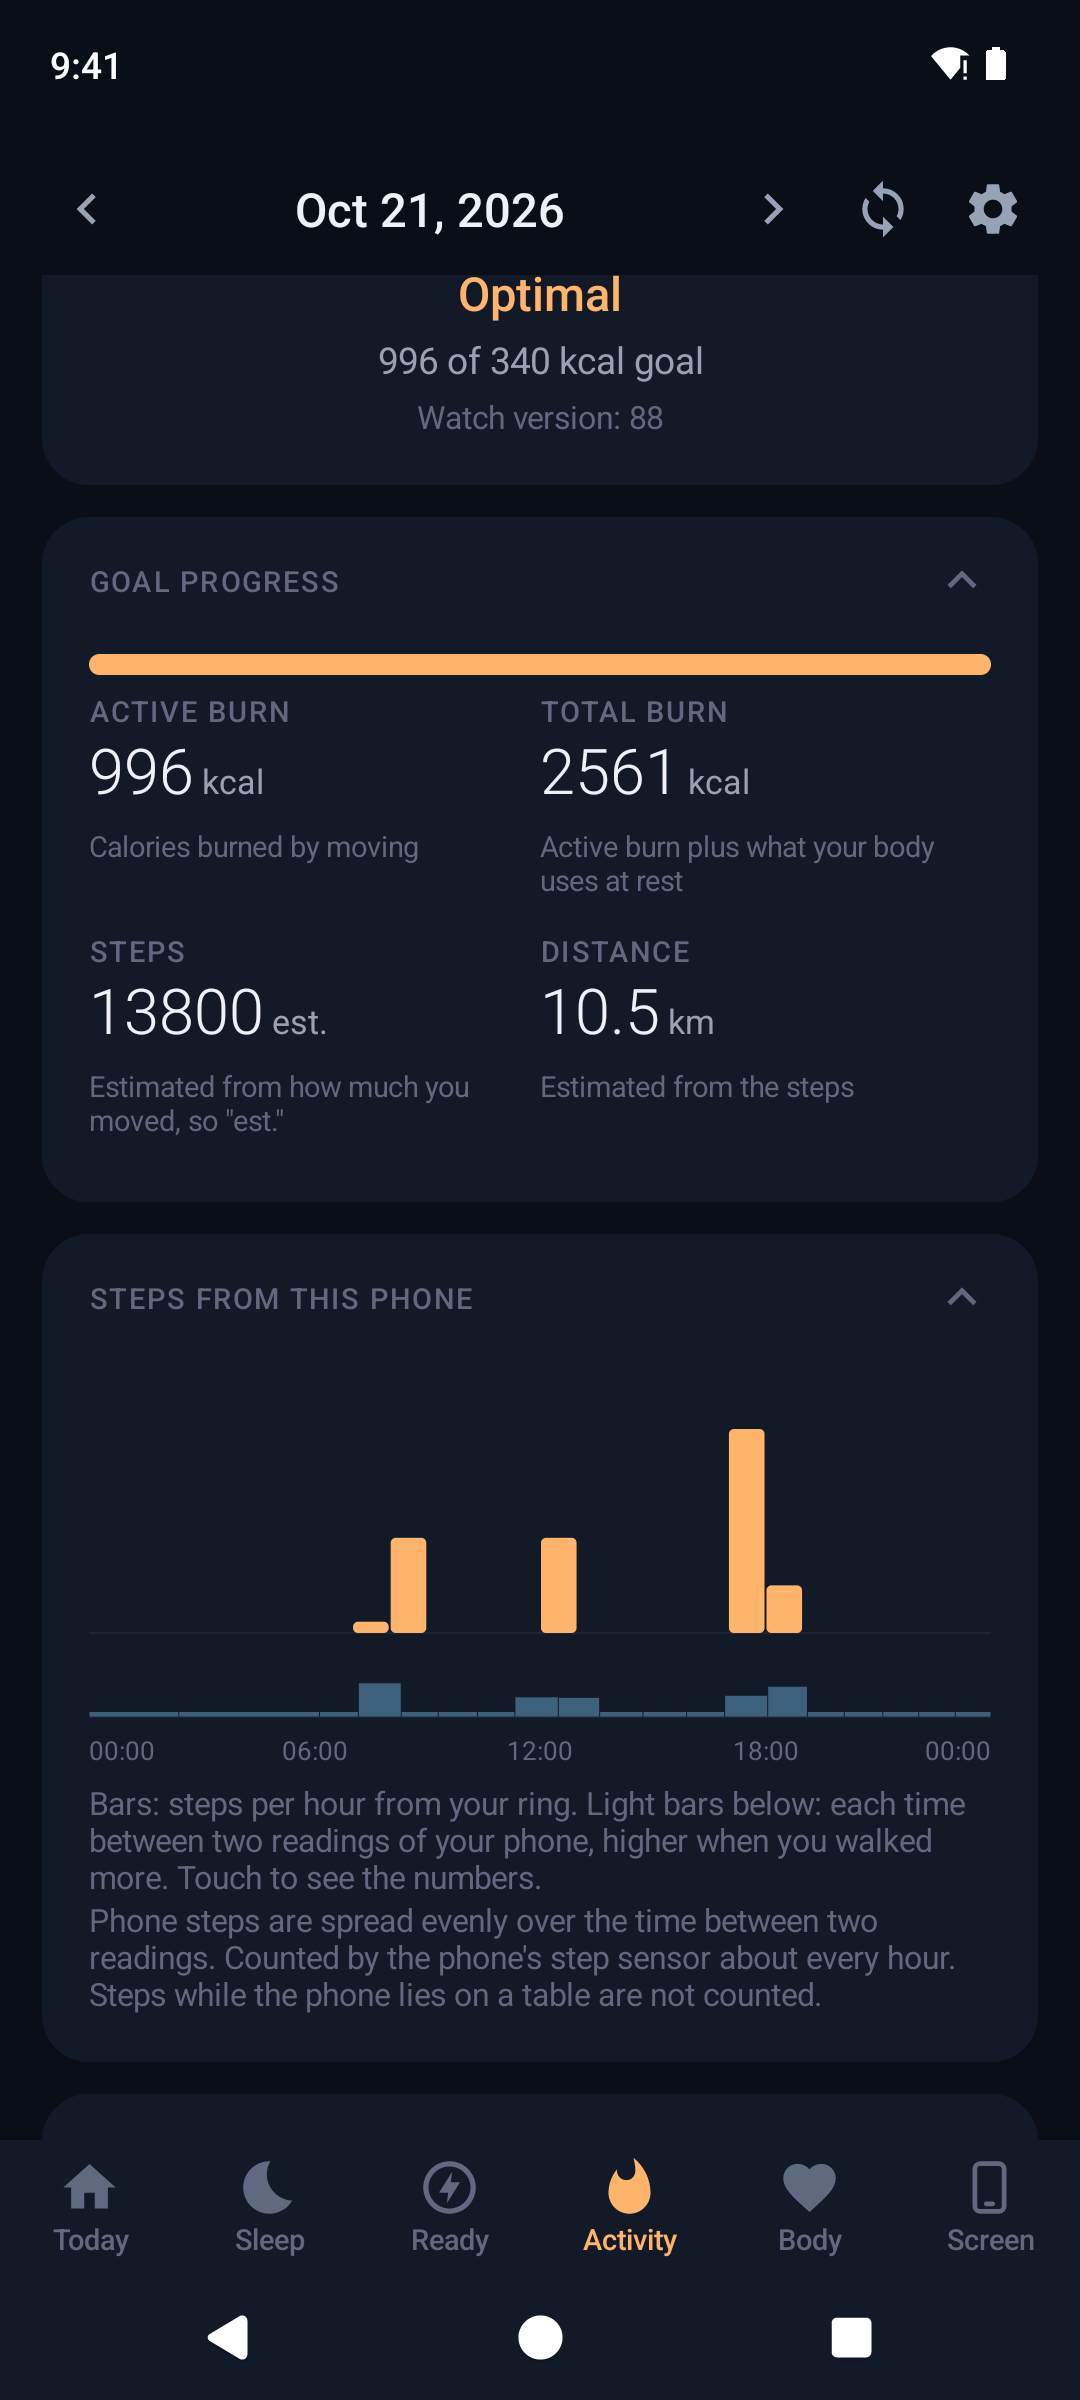 9:41
Oct 21, 2026
Optimal
996 of 340 kcal goal
Watch version: 88
GOAL PROGRESS
ACTIVE BURN
996 kcal
Calories burned by moving
TOTAL BURN
2561 kcal
Active burn plus what your body
uses at rest
STEPS
13800 est.
Estimated from how much you
moved, so "est."
DISTANCE
10.5 km
Estimated from the steps
STEPS FROM THIS PHONE
00:00 06:00 12:00 18:00 00:00
Bars: steps per hour from your ring. Light bars below: each time
between two readings of your phone, higher when you walked
more. Touch to see the numbers.
Phone steps are spread evenly over the time between two
readings. Counted by the phone's step sensor about every hour.
Steps while the phone lies on a table are not counted.
Today Sleep Ready Activity Body Screen